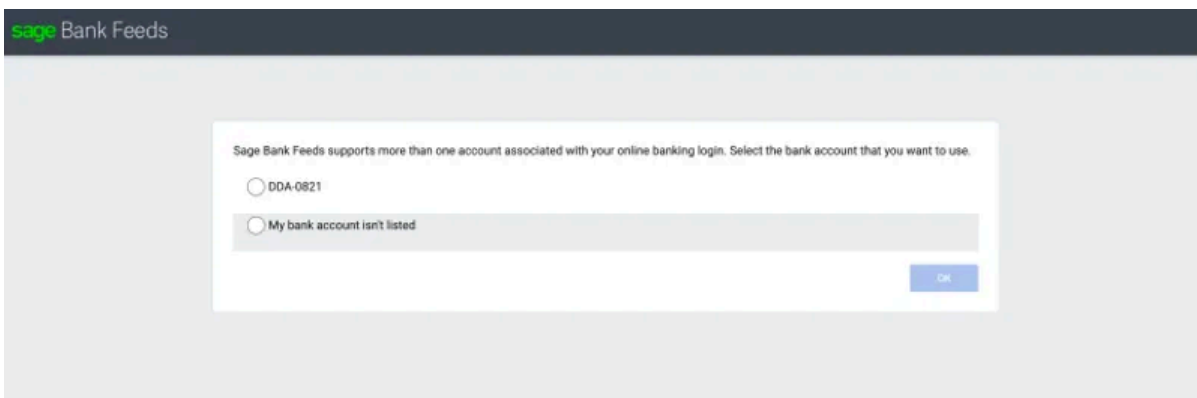 sage Bank Feeds
Sage Bank Feeds supports more than one account associated with your online banking login. Select the bank account that you want to use.
DDA-0821
My bank account isn't listed
OK